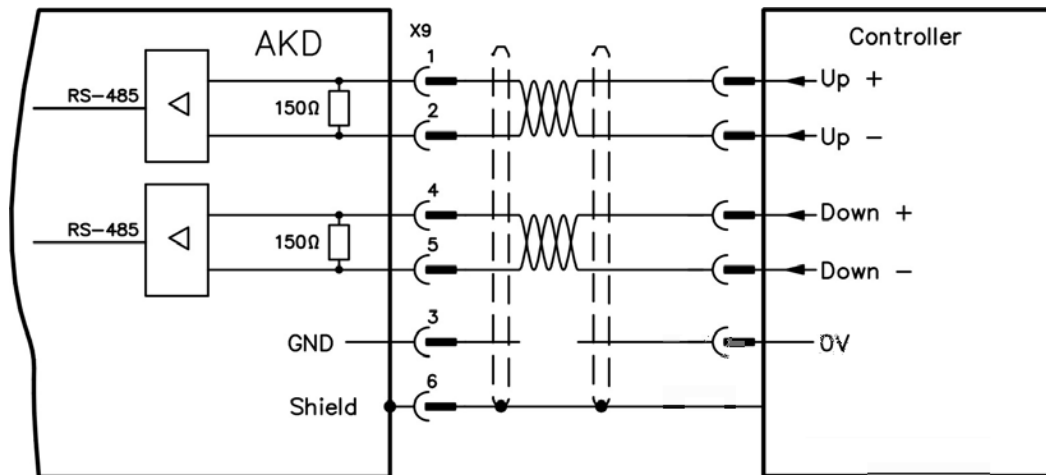 AKD
X9
Controller
1
Up +
RS-485
150Ω
2
Up -
4
Down +
RS-485
150Ω
5
Down -
3
GND
0V
6
Shield